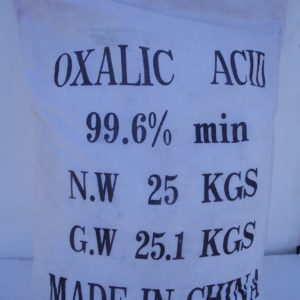 OXALIC ACID
99.6% min
N.W 25 KGS
G.W 25.1 KGS
MADE IN CHINA